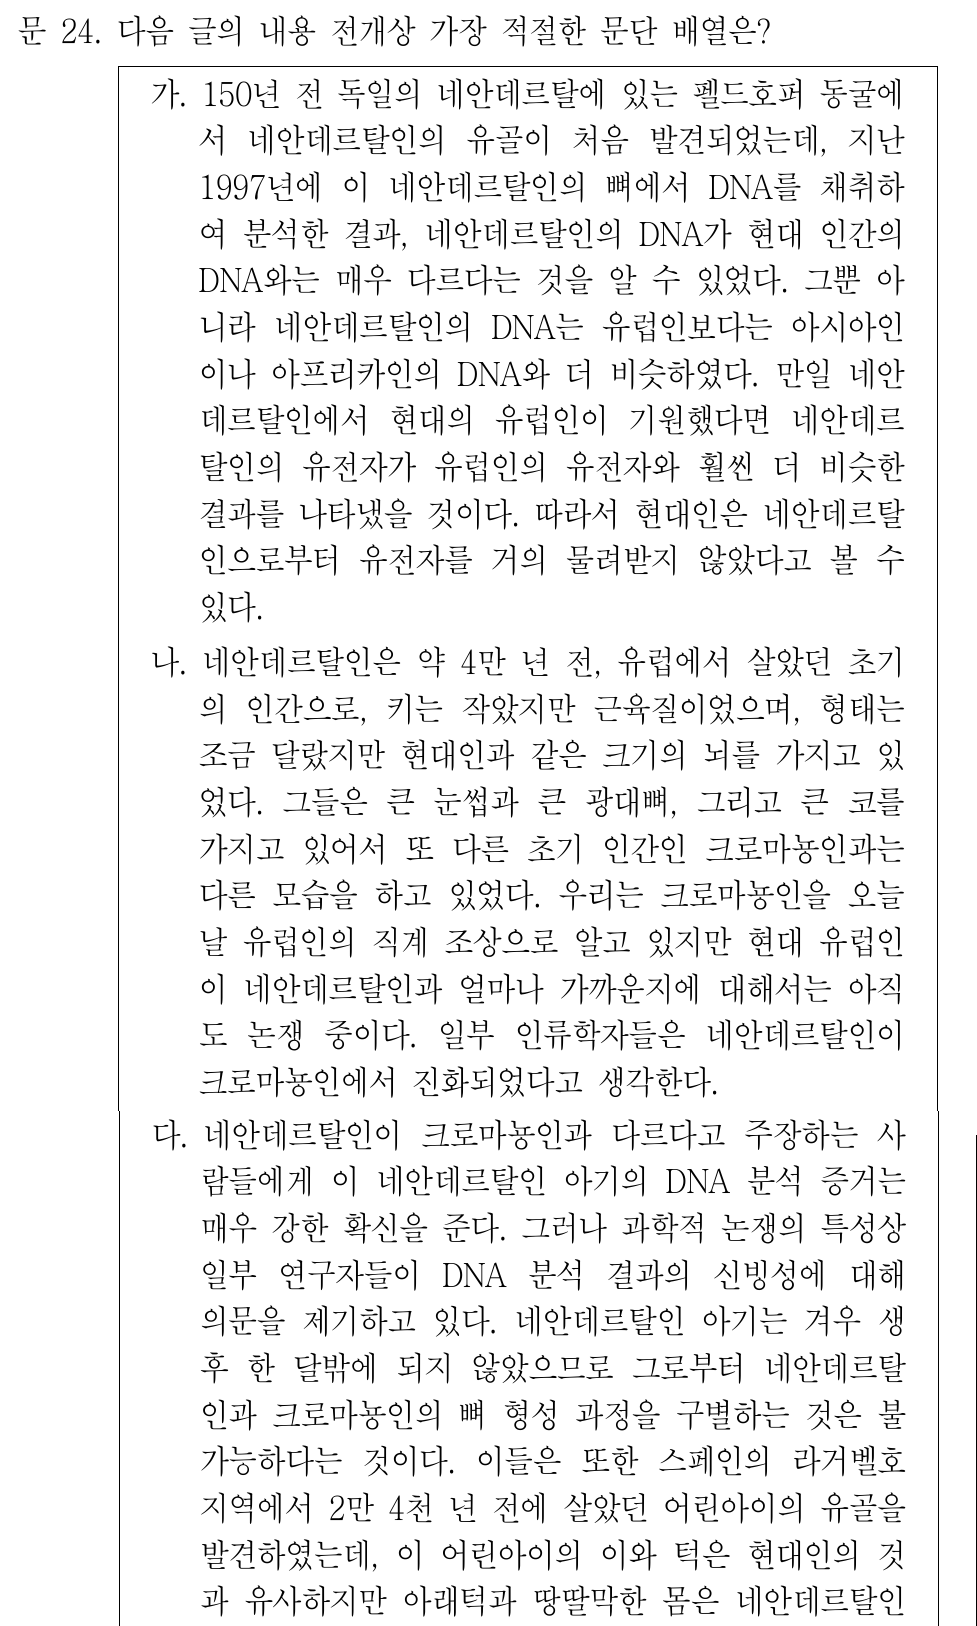 문 24. 다음 글의 내용 전개상 가장 적절한 문단 배열은?
가. 150년 전 독일의 네안데르탈에 있는 펠드호퍼 동굴에
서 네안데르탈인의 유골이 처음 발견되었는데, 지난
1997년에 이 네안데르탈인의 뼈에서 DNA를 채취하
여 분석한 결과, 네안데르탈인의 DNA가 현대 인간의
DNA와는 매우 다르다는 것을 알 수 있었다. 그뿐 아
니라 네안데르탈인의 DNA는 유럽인보다는 아시아인
이나 아프리카인의 DNA와 더 비슷하였다. 만일 네안
데르탈인에서 현대의 유럽인이 기원했다면 네안데르
탈인의 유전자가 유럽인의 유전자와 훨씬 더 비슷한
결과를 나타냈을 것이다. 따라서 현대인은 네안데르탈
인으로부터 유전자를 거의 물려받지 않았다고 볼 수
있다.
나. 네안데르탈인은 약 4만 년 전, 유럽에서 살았던 초기
의 인간으로, 키는 작았지만 근육질이었으며, 형태는
조금 달랐지만 현대인과 같은 크기의 뇌를 가지고 있
었다. 그들은 큰 눈썹과 큰 광대뼈, 그리고 큰 코를
가지고 있어서 또 다른 초기 인간인 크로마뇽인과는
다른 모습을 하고 있었다. 우리는 크로마뇽인을 오늘
날 유럽인의 직계 조상으로 알고 있지만 현대 유럽인
이 네안데르탈인과 얼마나 가까운지에 대해서는 아직
도 논쟁 중이다. 일부 인류학자들은 네안데르탈인이
크로마뇽인에서 진화되었다고 생각한다.
다. 네안데르탈인이 크로마뇽인과 다르다고 주장하는 사
람들에게 이 네안데르탈인 아기의 DNA 분석 증거는
매우 강한 확신을 준다. 그러나 과학적 논쟁의 특성상
일부 연구자들이 DNA 분석 결과의 신빙성에 대해
의문을 제기하고 있다. 네안데르탈인 아기는 겨우 생
후 한 달밖에 되지 않았으므로 그로부터 네안데르탈
인과 크로마뇽인의 뼈 형성 과정을 구별하는 것은 불
가능하다는 것이다. 이들은 또한 스페인의 라거벨호
지역에서 2만 4천 년 전에 살았던 어린아이의 유골을
발견하였는데, 이 어린아이의 이와 턱은 현대인의 것
과 유사하지만 아래턱과 땅딸막한 몸은 네안데르탈인